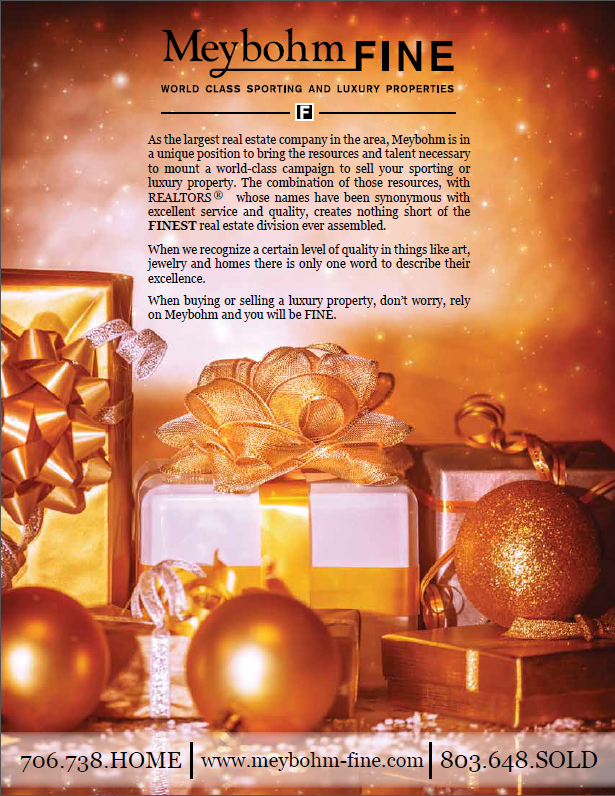 Meybohm FINE
WORLD CLASS SPORTING AND LUXURY PROPERTIES
F
As the largest real estate company in the area, Meybohm is in
a unique position to bring the resources and talent necessary
to mount a world-class campaign to sell your sporting or
luxury property. The combination of those resources, with
REALTORS® whose names have been synonymous with
excellent service and quality, creates nothing short of the
FINEST real estate division ever assembled.
When we recognize a certain level of quality in things like art,
jewelry and homes there is only one word to describe their
excellence.
When buying or selling a luxury property, don't worry, rely
on Meybohm and you will be FINE.
706.738.HOME | www.meybohm-fine.com | 803.648.SOLD